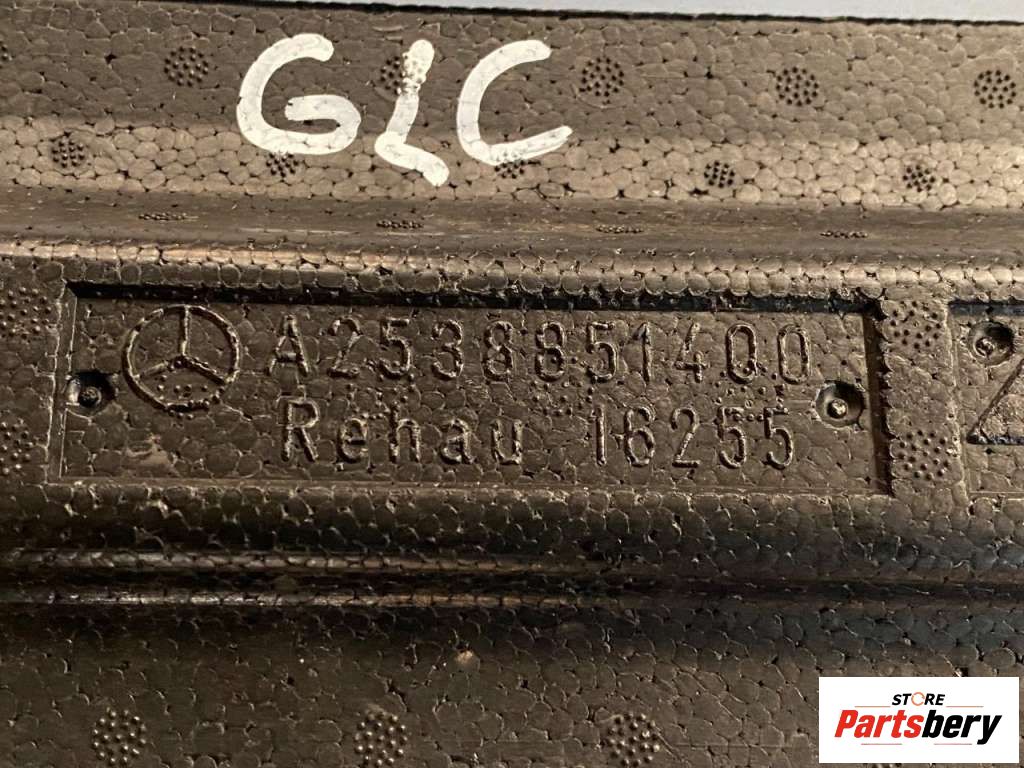 GLC
A2538851400
Rehau 16255
STORE
Partsbery